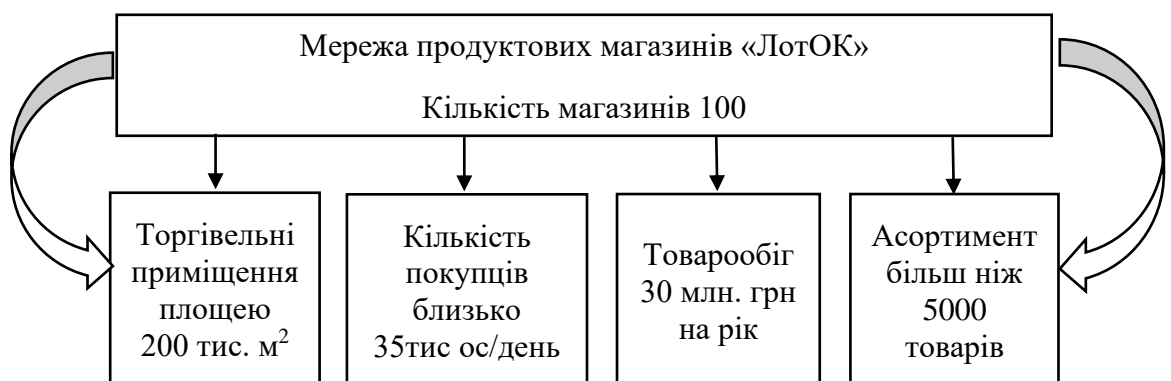 Мережа продуктових магазинів «ЛотОК»
Кількість магазинів 100
Торгівельні
приміщення
площею
200 тис. м²
Кількість
покупців
близько
35тис ос/день
Товарообіг
30 млн. грн
на рік
Асортимент
більш ніж
5000
товарів